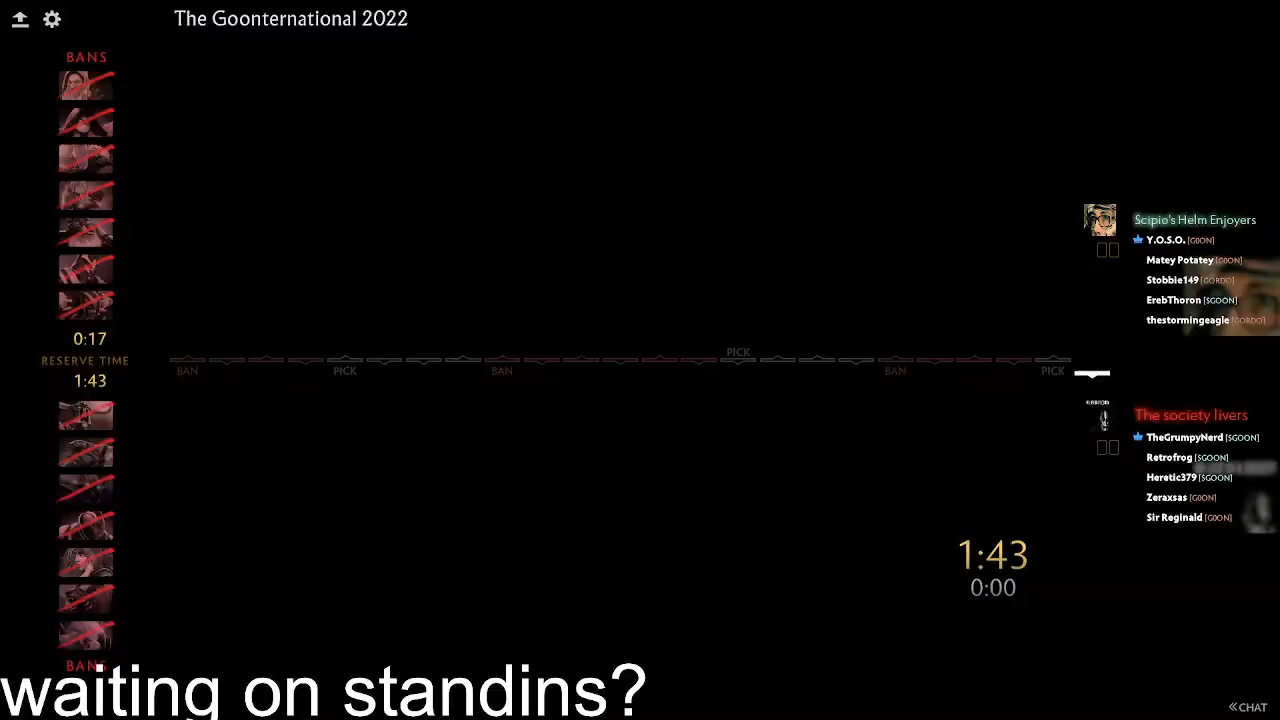 The Goonternational 2022
BANS
0:17
RESERVE TIME
1:43
BAN
PICK
BAN
PICK
BAN
PICK
Scipio's Helm Enjoyers
Y.O.S.O. [GOON]
Matey Potatey [GOON]
Stobbie149 [GORDO]
ErebThoron [SGOON]
thestormingeagle [GORDO]
The society livers
TheGrumpyNerd [SGOON]
Retrofrog [SGOON]
Heretic379 [SGOON]
Zeraxsas [GOON]
Sir Reginald [GOON]
1:43
0:00
BANS
waiting on standins?
«CHAT